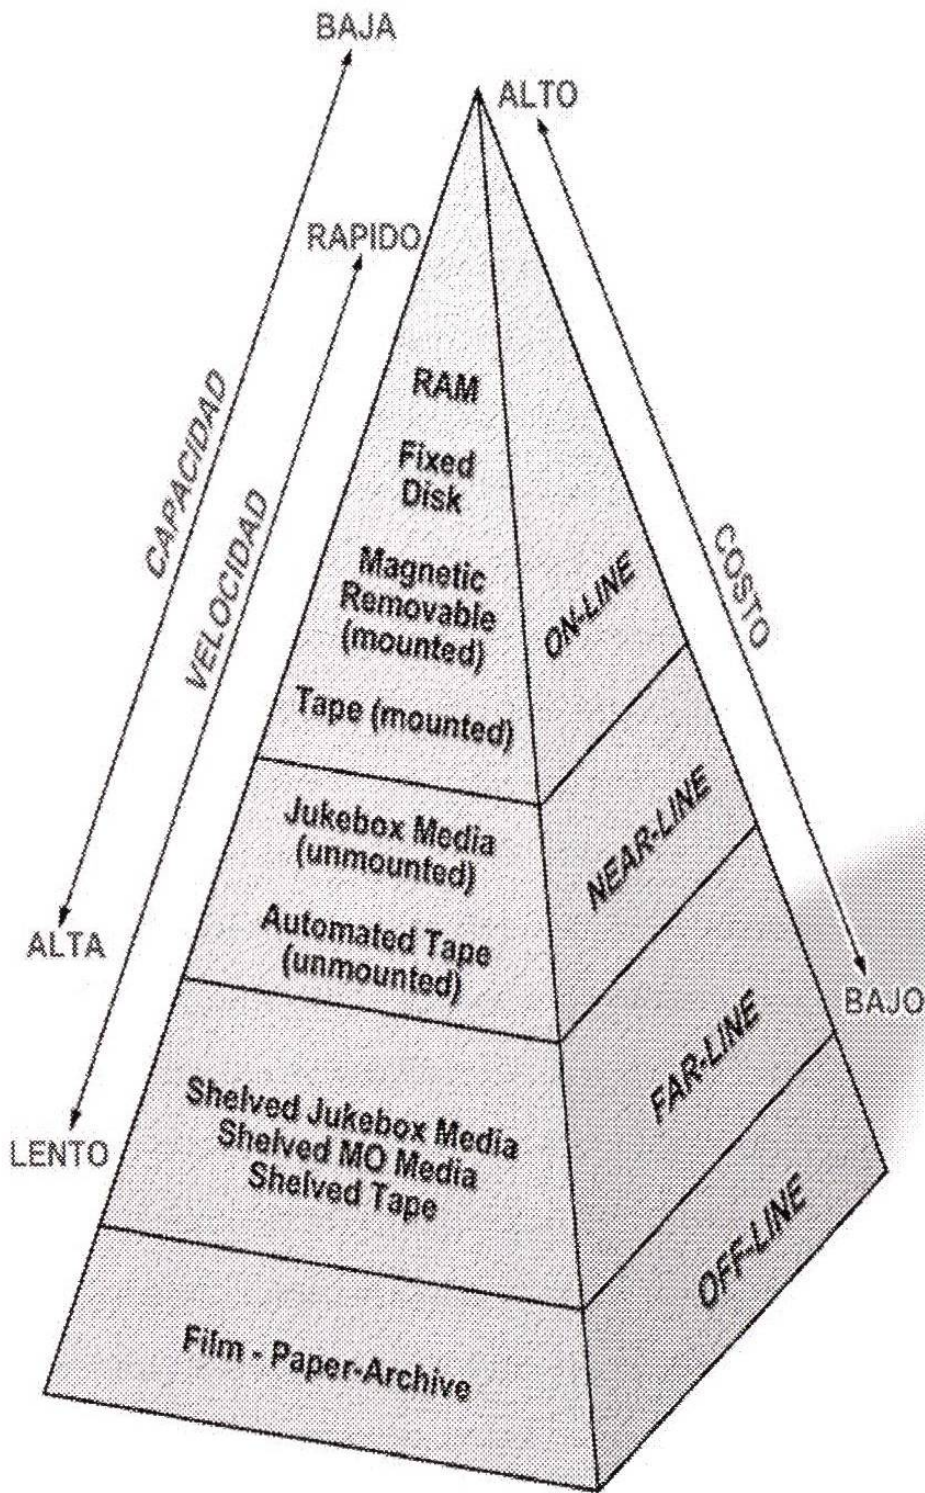 BAJA
ALTO
RAPIDO
CAPACIDAD
VELOCIDAD
COSTO
RAM
Fixed
Disk
Magnetic
Removable
(mounted)
Tape (mounted)
ON-LINE
Jukebox Media
(unmounted)
Automated Tape
(unmounted)
NEAR-LINE
ALTA
BAJO
Shelved Jukebox Media
Shelved MO Media
Shelved Tape
FAR-LINE
LENTO
Film - Paper-Archive
OFF-LINE